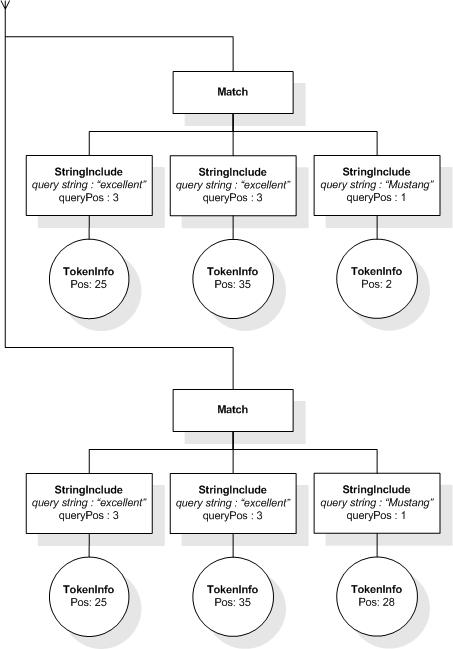 Match
StringInclude
query string : “excellent”
queryPos : 3
StringInclude
query string : “excellent”
queryPos : 3
StringInclude
query string : “Mustang”
queryPos : 1
TokenInfo
Pos: 25
TokenInfo
Pos: 35
TokenInfo
Pos: 2
Match
StringInclude
query string : “excellent”
queryPos : 3
StringInclude
query string : “excellent”
queryPos : 3
StringInclude
query string : “Mustang”
queryPos : 1
TokenInfo
Pos: 25
TokenInfo
Pos: 35
TokenInfo
Pos: 28